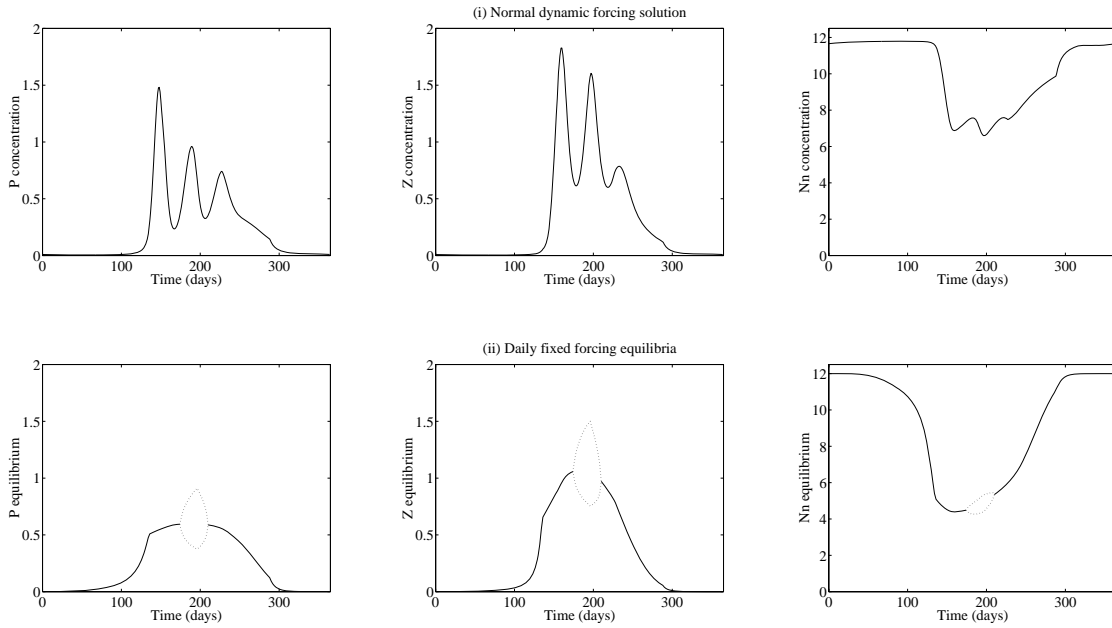 (i) Normal dynamic forcing solution
P concentration
2
1.5
1
0.5
0
0 100 200 300
Time (days)
Z concentration
2
1.5
1
0.5
0
0 100 200 300
Time (days)
Nn concentration
12
10
8
6
4
2
0
0 100 200 300
Time (days)
(ii) Daily fixed forcing equilibria
P equilibrium
2
1.5
1
0.5
0
0 100 200 300
Time (days)
Z equilibrium
2
1.5
1
0.5
0
0 100 200 300
Time (days)
Nn equilibrium
12
10
8
6
4
2
0
0 100 200 300
Time (days)